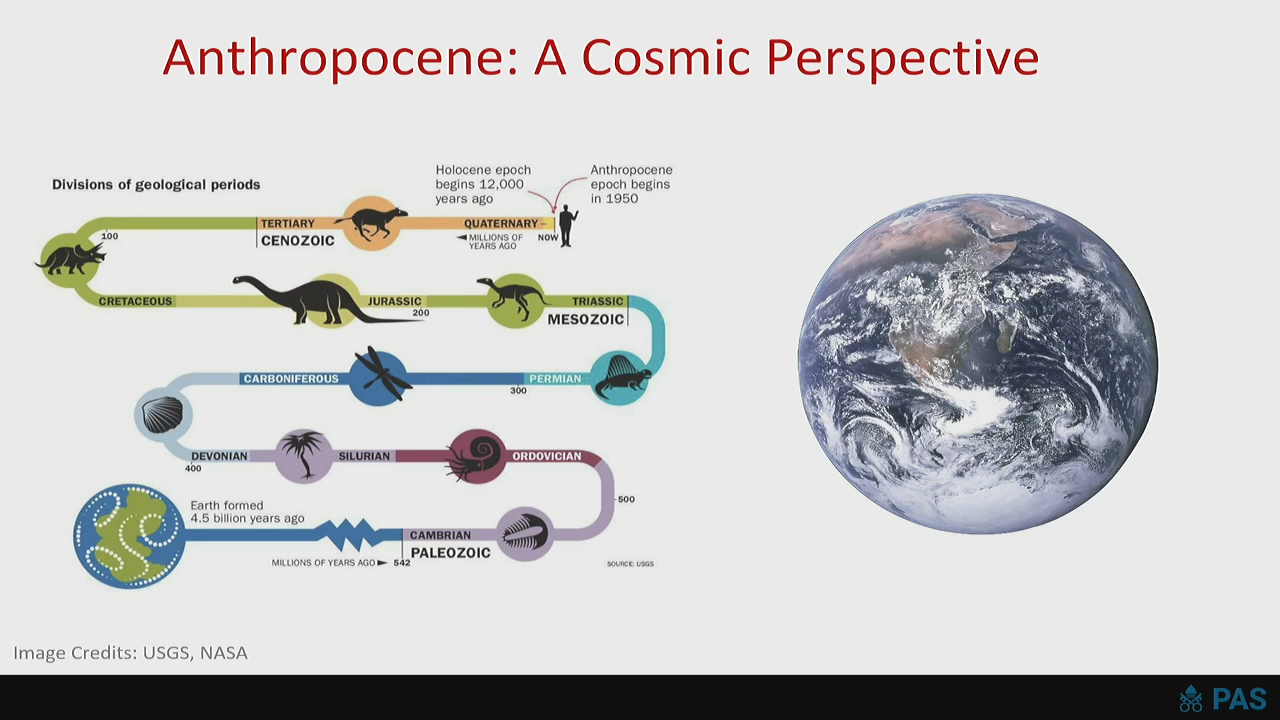 Anthropocene: A Cosmic Perspective
Divisions of geological periods
Holocene epoch
begins 12,000
years ago
Anthropocene
epoch begins
in 1950
100
TERTIARY
CENOZOIC
QUATERNARY
MILLIONS OF
YEARS AGO
NOW
CRETACEOUS
JURASSIC
200
TRIASSIC
MESOZOIC
CARBONIFEROUS
300
PERMIAN
DEVONIAN
400
SILURIAN
ORDOVICIAN
500
Earth formed
4.5 billion years ago
CAMBRIAN
PALEOZOIC
MILLIONS OF YEARS AGO
542
SOURCE: USGS
Image Credits: USGS, NASA
PAS